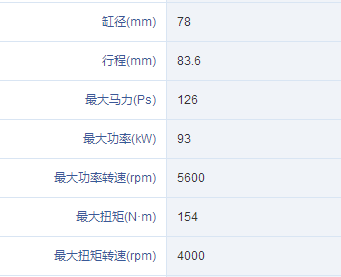 缸径(mm) 78
行程(mm) 83.6
最大马力(Ps) 126
最大功率(kW) 93
最大功率转速(rpm) 5600
最大扭矩(N·m) 154
最大扭矩转速(rpm) 4000